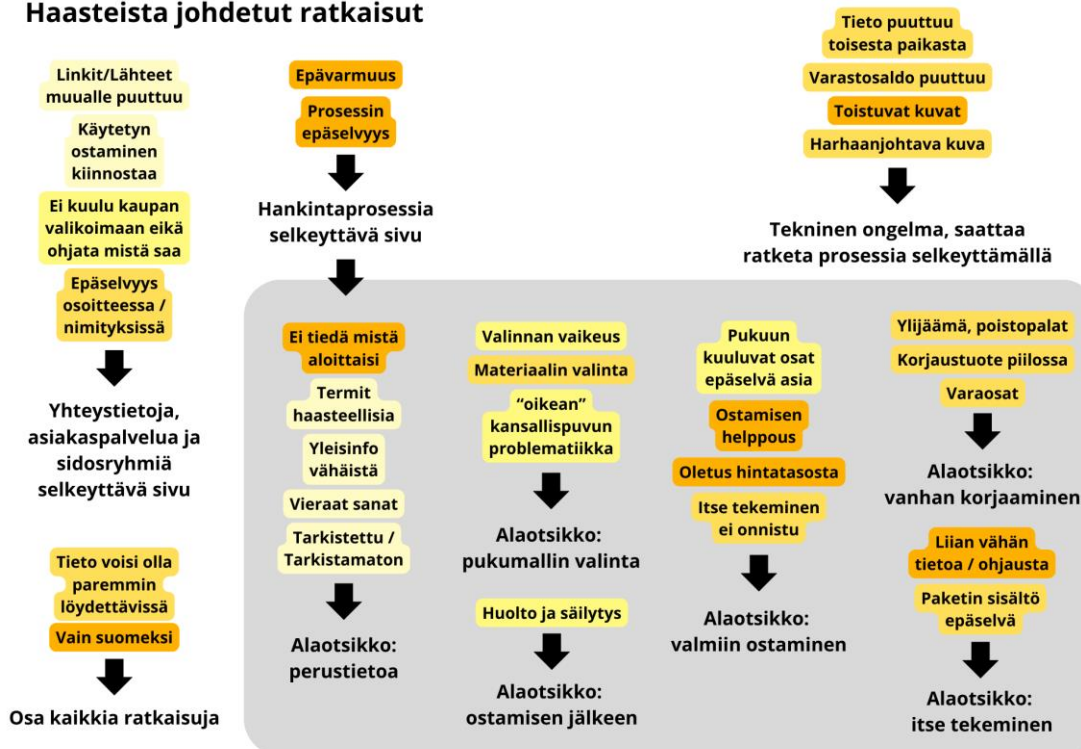 Haasteista johdetut ratkaisut
Linkit/Lähteet
muualle puuttuu
Käytetyn
ostaminen
kiinnostaa
Ei kuulu kaupan
valikoimaan eikä
ohjata mistä saa
Epäselvyys
osoitteessa /
nimityksissä
Yhteystietoja,
asiakaspalvelua ja
sidosryhmiä
selkeyttävä sivu
Tieto voisi olla
paremmin
löydettävissä
Vain suomeksi
Osa kaikkia ratkaisuja
Epävarmuus
Prosessin
epäselvyys
Hankintaprosessia
selkeyttävä sivu
Tieto puuttuu
toisesta paikasta
Varastosaldo puuttuu
Toistuvat kuvat
Harhaanjohtava kuva
Tekninen ongelma, saattaa
ratketa prosessia selkeyttämällä
Ei tiedä mistä
aloittaisi
Termit
haasteellisia
Yleisinfo
vähäistä
Vieraat sanat
Tarkistettu /
Tarkistamaton
Alaotsikko:
perustietoa
Valinnan vaikeus
Materiaalin valinta
“oikean”
kansallispuvun
problematiikka
Alaotsikko:
pukumallin valinta
Huolto ja säilytys
Alaotsikko:
ostamisen jälkeen
Pukuun
kuuluvat osat
epäselvä asia
Ostamisen
helppous
Oletus hintatasosta
Itse tekeminen
ei onnistu
Alaotsikko:
valmiin ostaminen
Ylijäämä, poistopalat
Korjaustuote piilossa
Varaosat
Alaotsikko:
vanhan korjaaminen
Liian vähän
tietoa / ohjausta
Paketin sisältö
epäselvä
Alaotsikko:
itse tekeminen